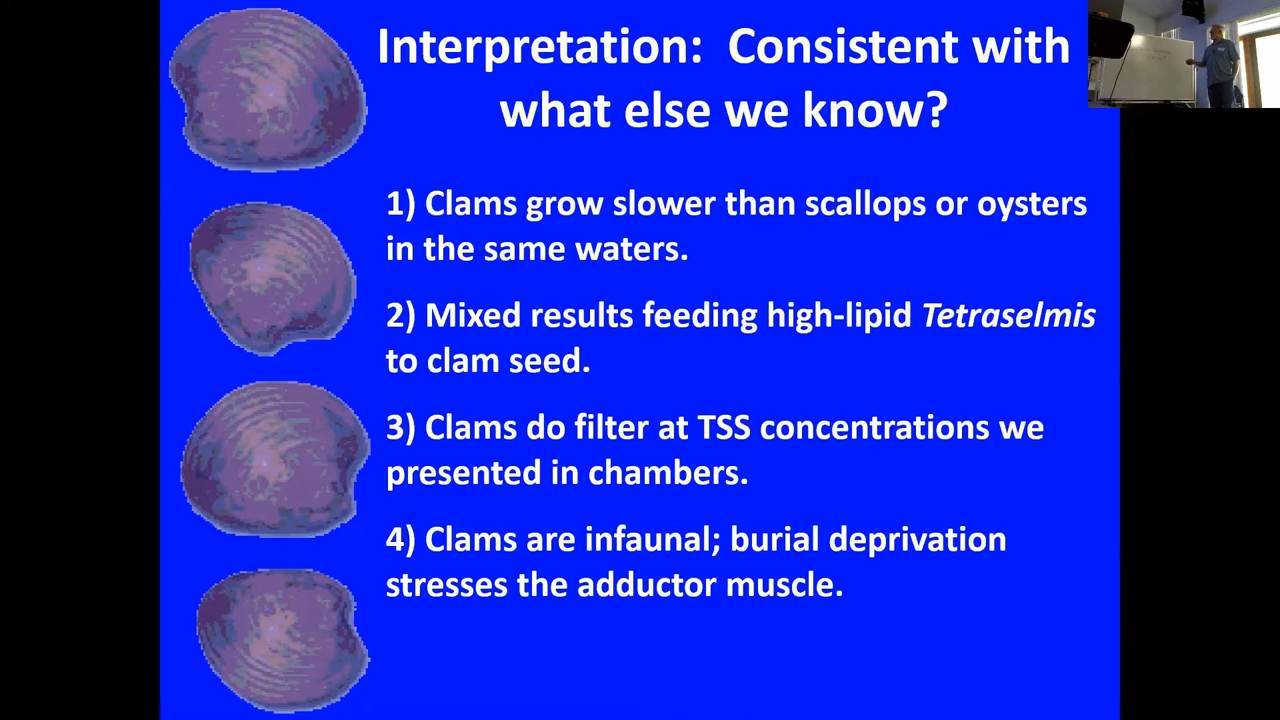 Interpretation: Consistent with
what else we know?
1) Clams grow slower than scallops or oysters
in the same waters.
2) Mixed results feeding high-lipid Tetraselmis
to clam seed.
3) Clams do filter at TSS concentrations we
presented in chambers.
4) Clams are infaunal; burial deprivation
stresses the adductor muscle.